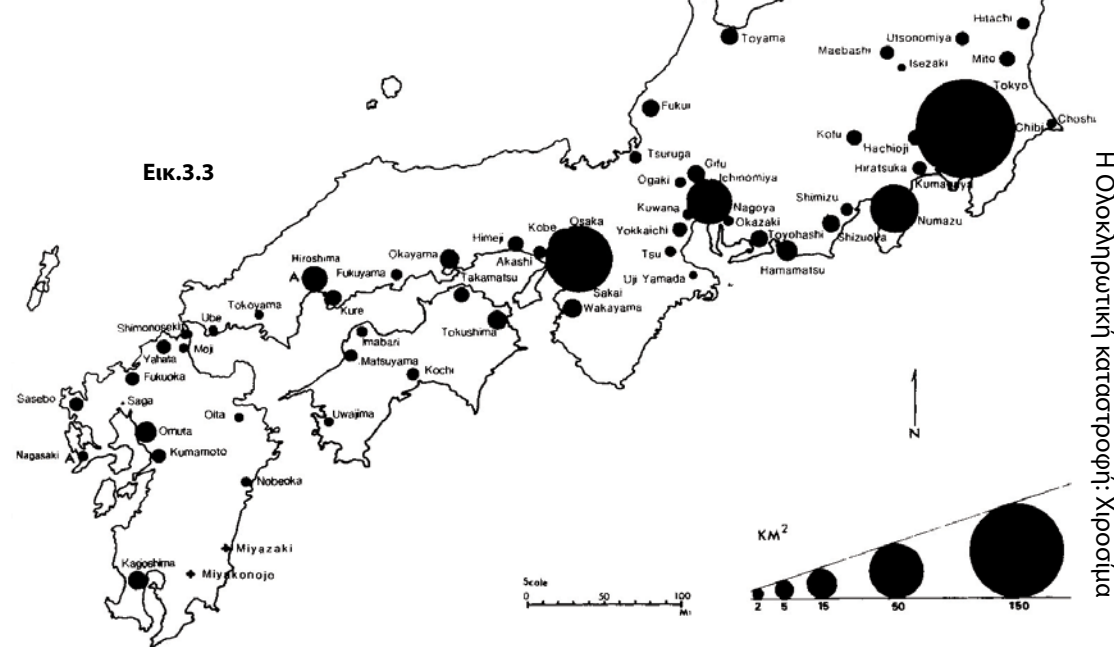 Hitachi
Toyama
Utsonomiya
Maebashi
Isezaki
Mito
Tokyo
Fukui
Kofu
Chibi
Choshi
Hachioji
Tsuruga
Εικ.3.3
Gifu
Hiratsuka
Ogaki
Ichinomiya
Kumagaya
Shimizu
Kuwana
Nagoya
Numazu
Kobe
Osaka
Okazaki
Yokkaichi
Himeji
Toyohashi
Shizuoka
Okayama
Akashi
Tsu
Hiroshima
A
Fukuyama
Hamamatsu
Takamatsu
Uji Yamada
Sakai
Wakayama
Tokoyama
Kure
Ube
Shimonoseki
Tokushima
Imabari
Yahata
Moji
Matsuyama
Fukuoka
Kochi
Sasebo
Saga
Oita
Uwajima
Omuta
N
Nagasaki A
Kumamoto
Nobeoka
KM²
Miyazaki
Kagoshima
Miyakonojo
Scale
0 50 100
Mi
2 5 15 50 150
Η Ολοκληρωτική καταστροφή: Χιροσίμα